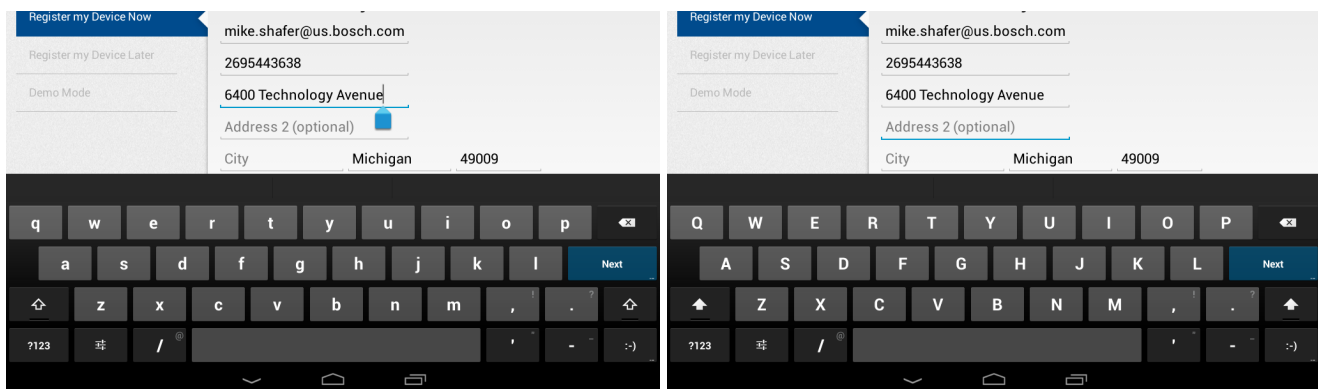 Register my Device Now
mike.shafer@us.bosch.com
Register my Device Later
2695443638
Demo Mode
6400 Technology Avenue
Address 2 (optional)
City Michigan 49009
q w e r t y u i o p
a s d f g h j k l Next
z x c v b n m , ! . ?
?123 / @ ' " - _ :-)
Register my Device Now
mike.shafer@us.bosch.com
Register my Device Later
2695443638
Demo Mode
6400 Technology Avenue
Address 2 (optional)
City Michigan 49009
Q W E R T Y U I O P
A S D F G H J K L Next
Z X C V B N M , ! . ?
?123 / @ ' " - _ :-)